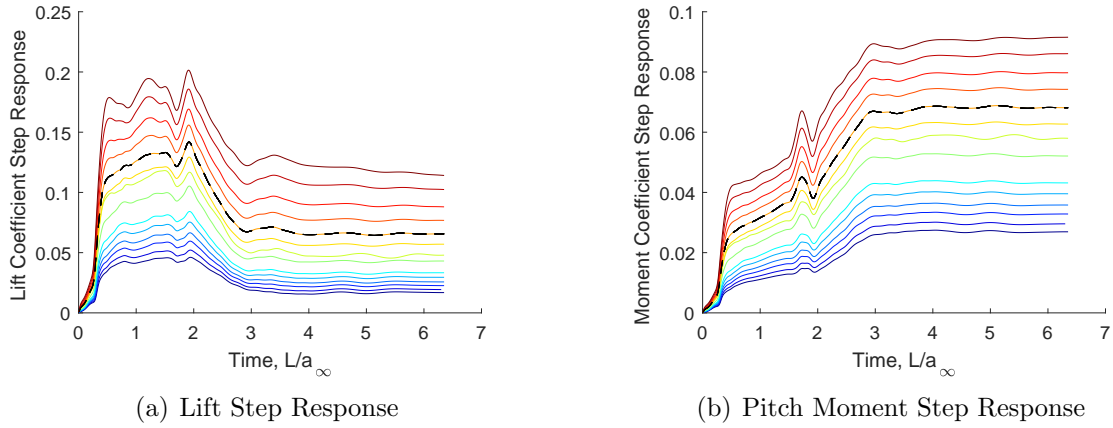 0.25
0.2
0.15
0.1
0.05
0
Lift Coefficient Step Response
0 1 2 3 4 5 6 7
Time, L/a∞
(a) Lift Step Response
0.1
0.08
0.06
0.04
0.02
0
Moment Coefficient Step Response
0 1 2 3 4 5 6 7
Time, L/a∞
(b) Pitch Moment Step Response